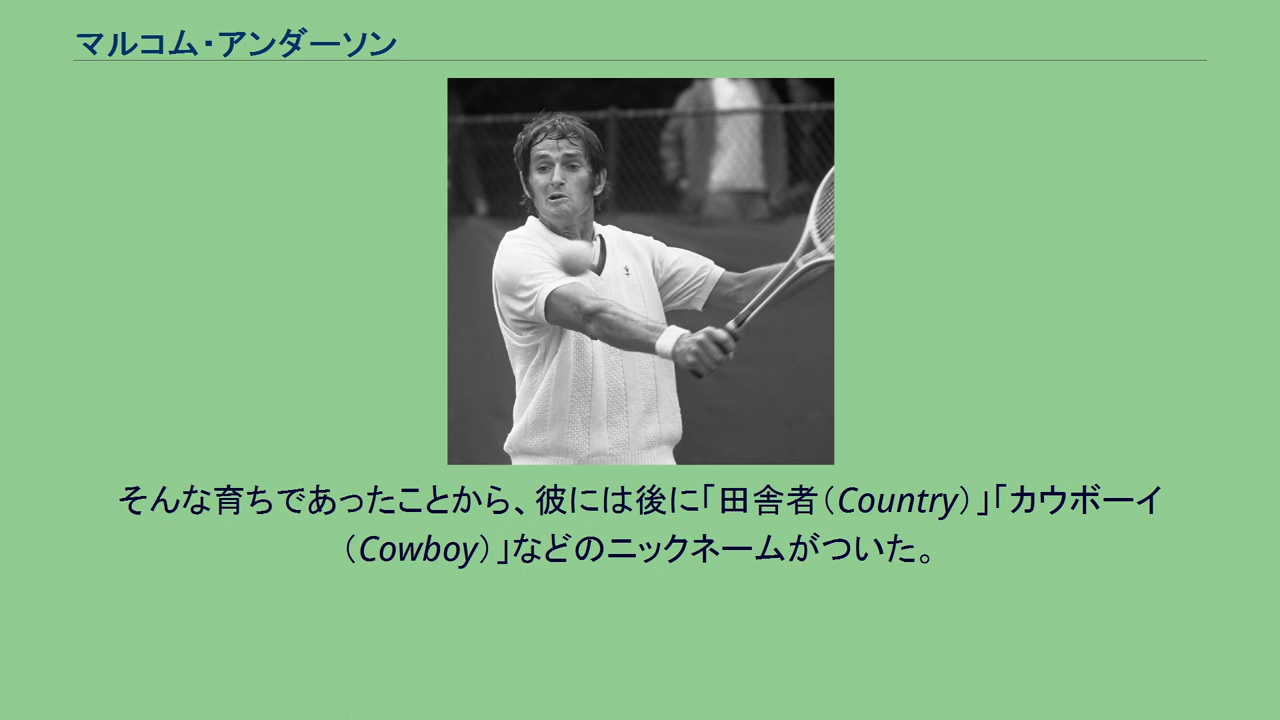 マルコム・アンダーソン
そんな育ちであったことから、彼には後に「田舎者（Country）」「カウボーイ
（Cowboy）」などのニックネームがついた。